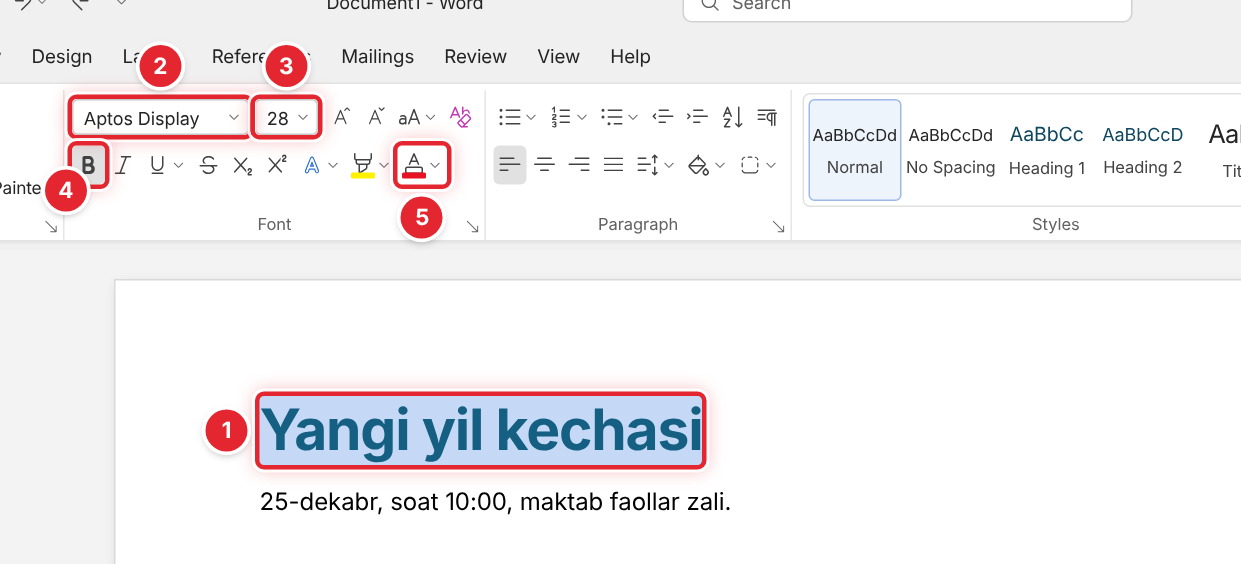 Document1 - Word
Search
Design
Mailings Review View Help
2 3
Aptos Display 28
B
4
5
Font Paragraph Styles
AaBbCcDd AaBbCcDd AaBbCc AaBbCcD
Normal No Spacing Heading 1 Heading 2
1
Yangi yil kechasi
25-dekabr, soat 10:00, maktab faollar zali.